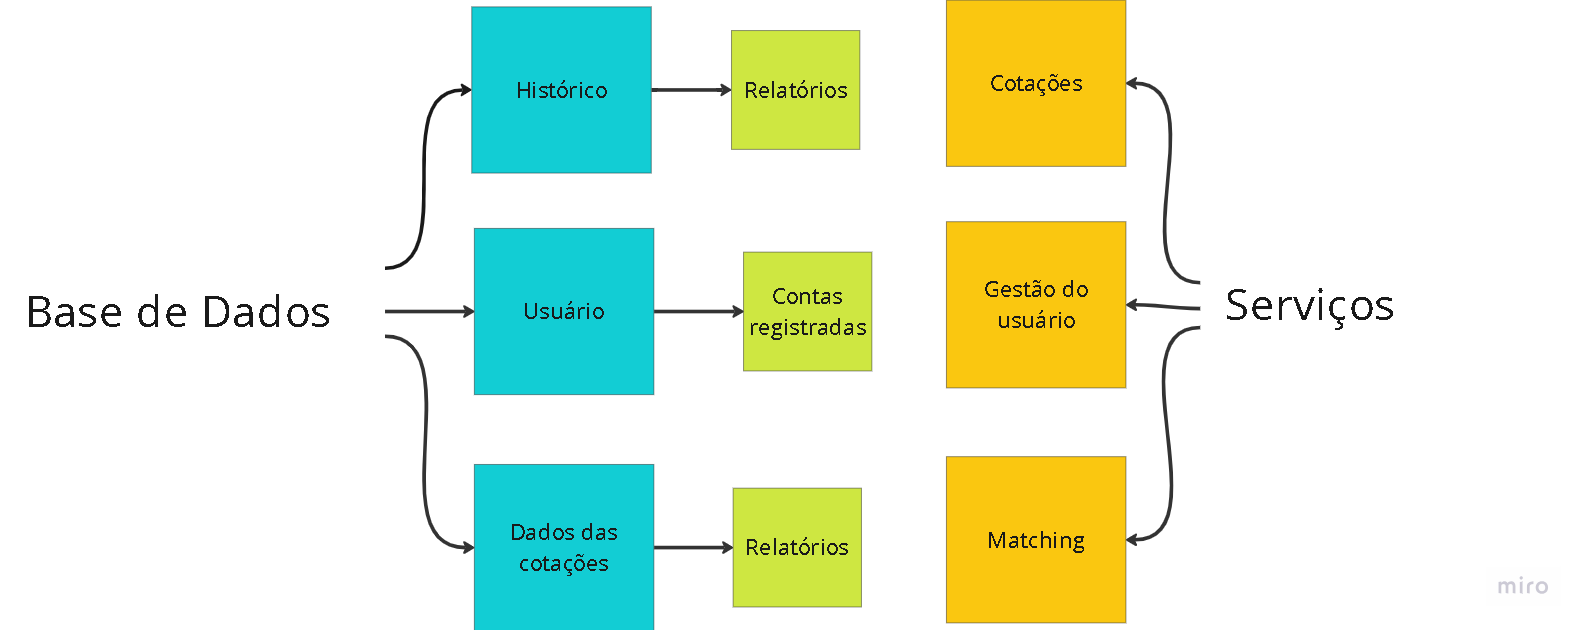 Base de Dados
Histórico
Relatórios
Usuário
Contas
registradas
Dados das
cotações
Relatórios
Cotações
Gestão do
usuário
Matching
Serviços
miro